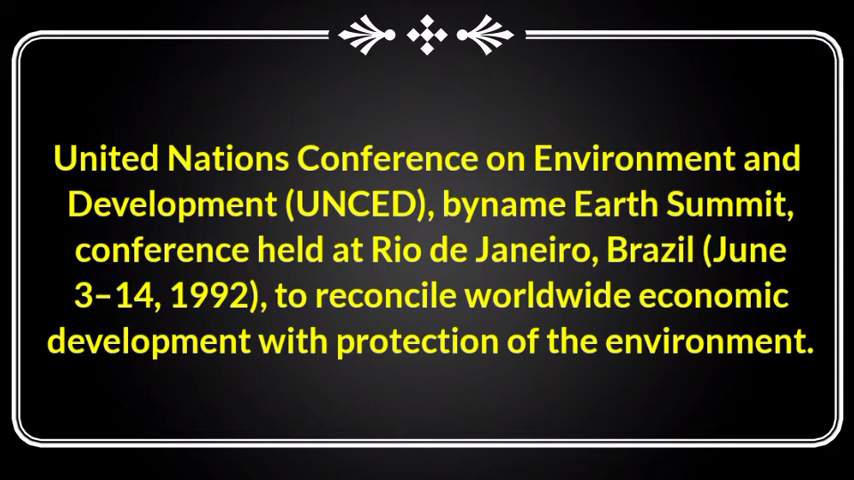 United Nations Conference on Environment and
Development (UNCED), byname Earth Summit,
conference held at Rio de Janeiro, Brazil (June
3–14, 1992), to reconcile worldwide economic
development with protection of the environment.